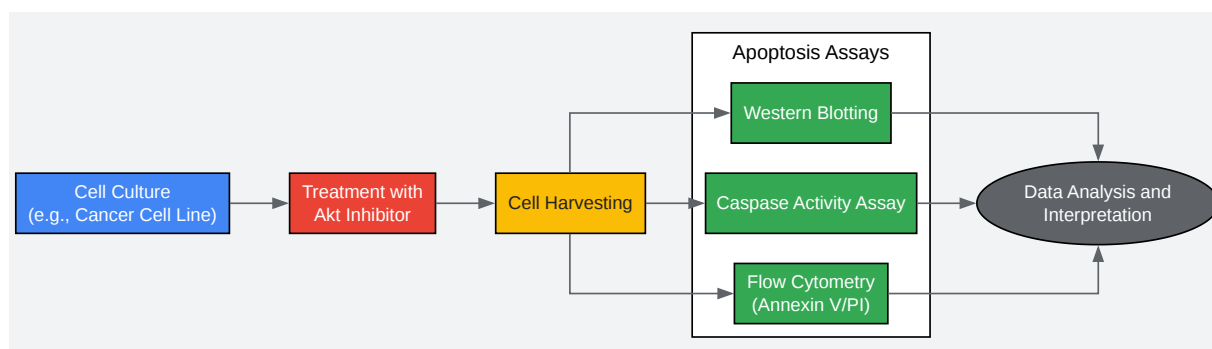 Apoptosis Assays
Western Blotting
Cell Culture
(e.g., Cancer Cell Line)
Treatment with
Akt Inhibitor
Cell Harvesting
Caspase Activity Assay
Data Analysis and
Interpretation
Flow Cytometry
(Annexin V/PI)